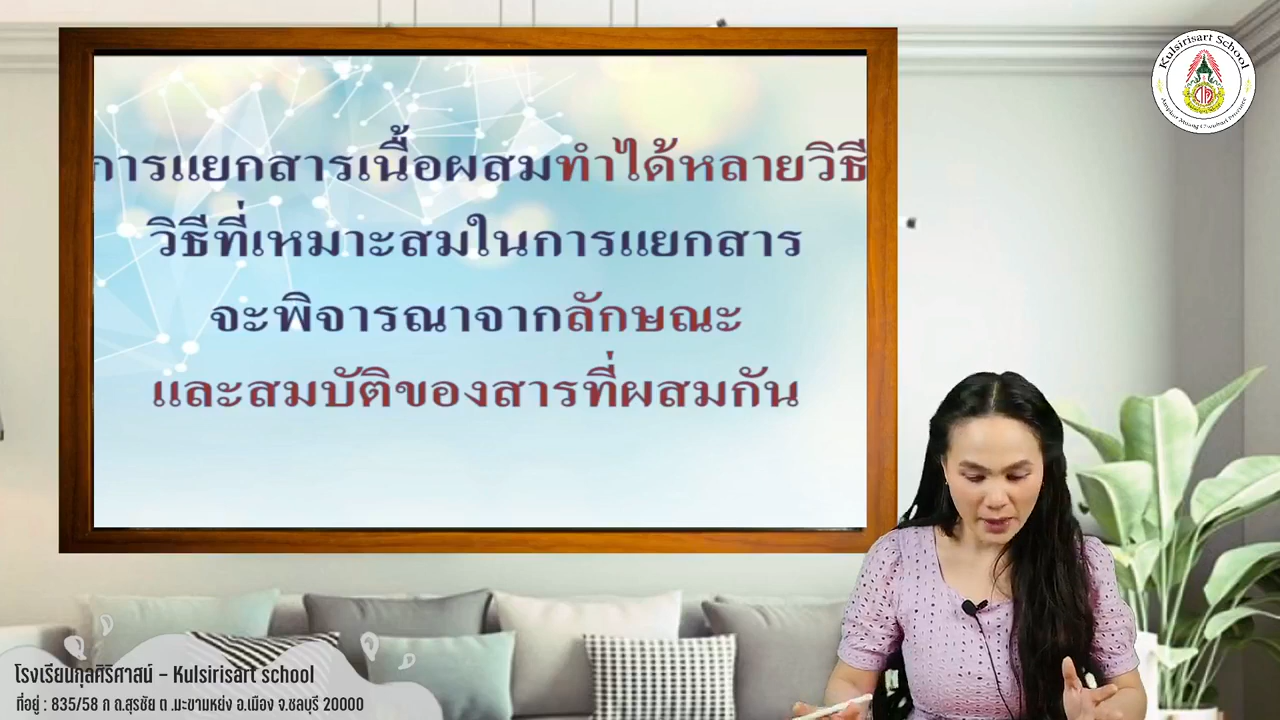 การแยกสารเนื้อผสมทำได้หลายวิธี
วิธีที่เหมาะสมในการแยกสาร
จะพิจารณาจากลักษณะ
และสมบัติของสารที่ผสมกัน
Kulsirisart School
โรงเรียนกุลศิริศาสน์ - Kulsirisart school
ที่อยู่ : 835/58 ก ถ.สุรชัย ต .มะขามหย่ง อ.เมือง จ.ชลบุรี 20000